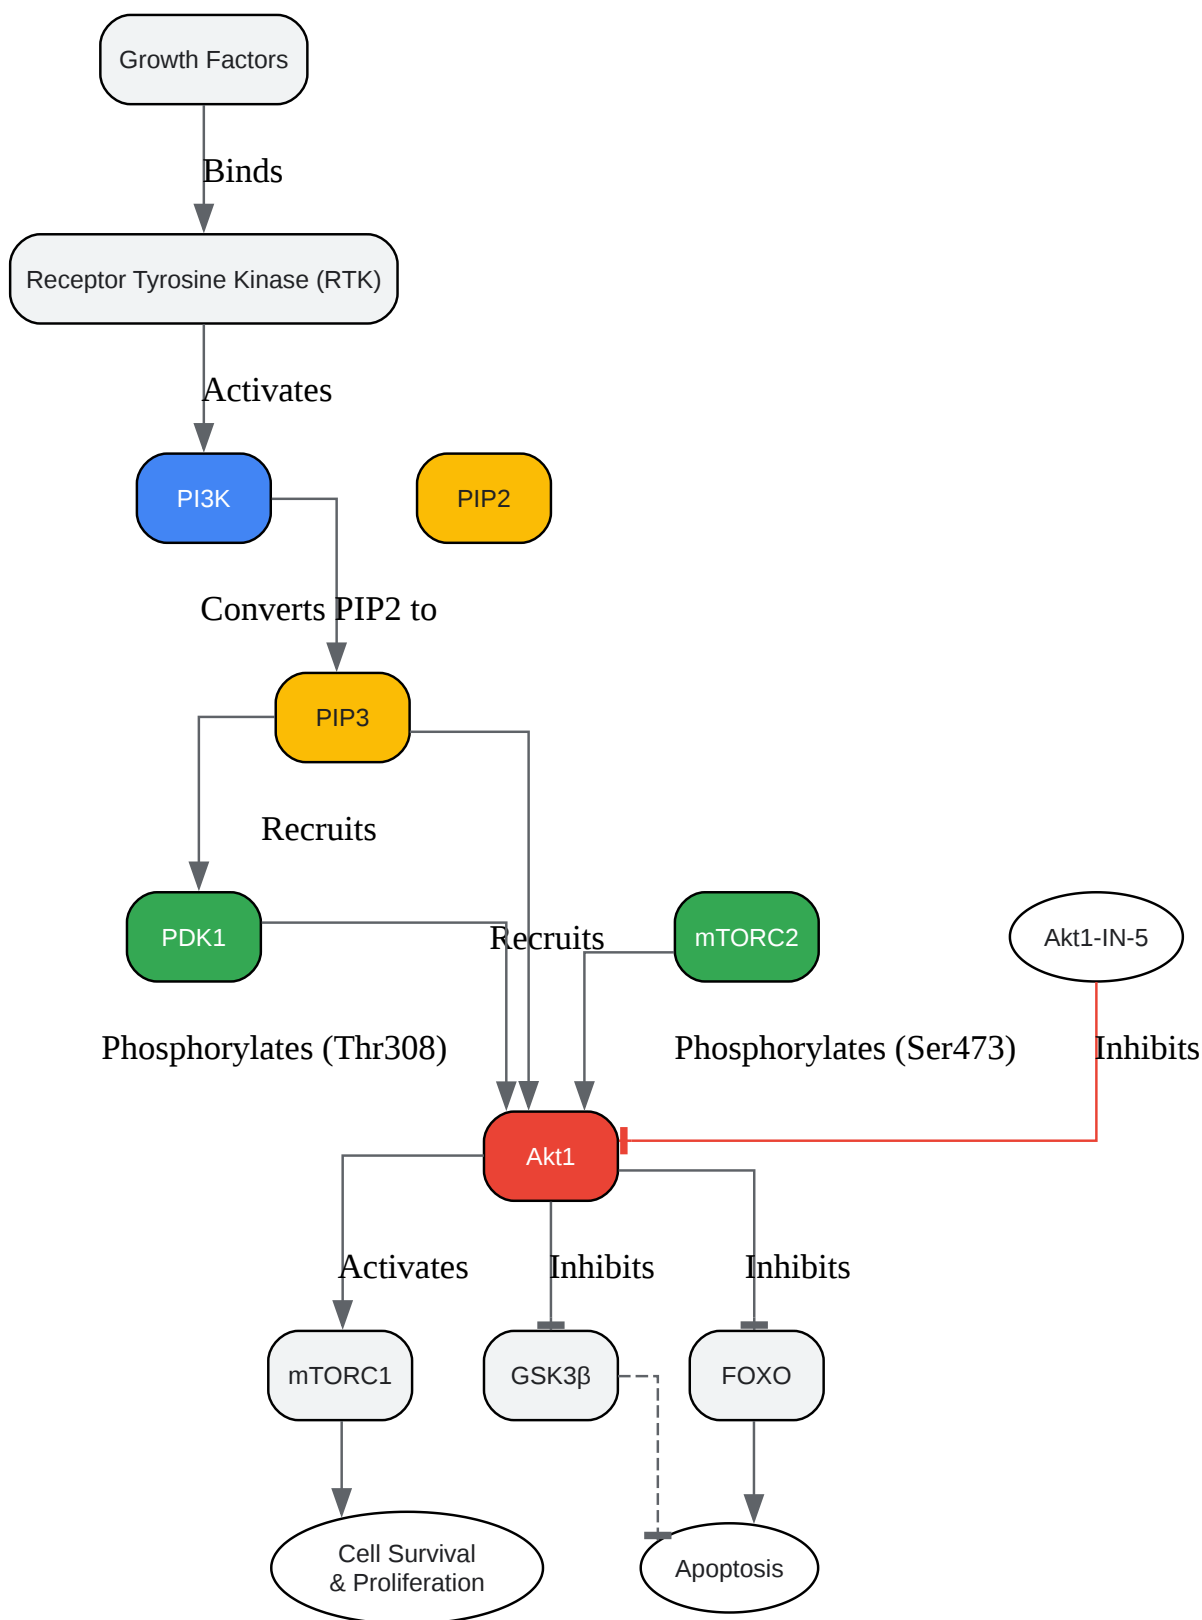 Growth Factors
Binds
Receptor Tyrosine Kinase (RTK)
Activates
PI3K
PIP2
Converts PIP2 to
PIP3
Recruits
PDK1
Recruits
mTORC2
Akt1-IN-5
Phosphorylates (Thr308)
Phosphorylates (Ser473)
Inhibits
Akt1
Activates
Inhibits
Inhibits
mTORC1
GSK3β
FOXO
Cell Survival
& Proliferation
Apoptosis